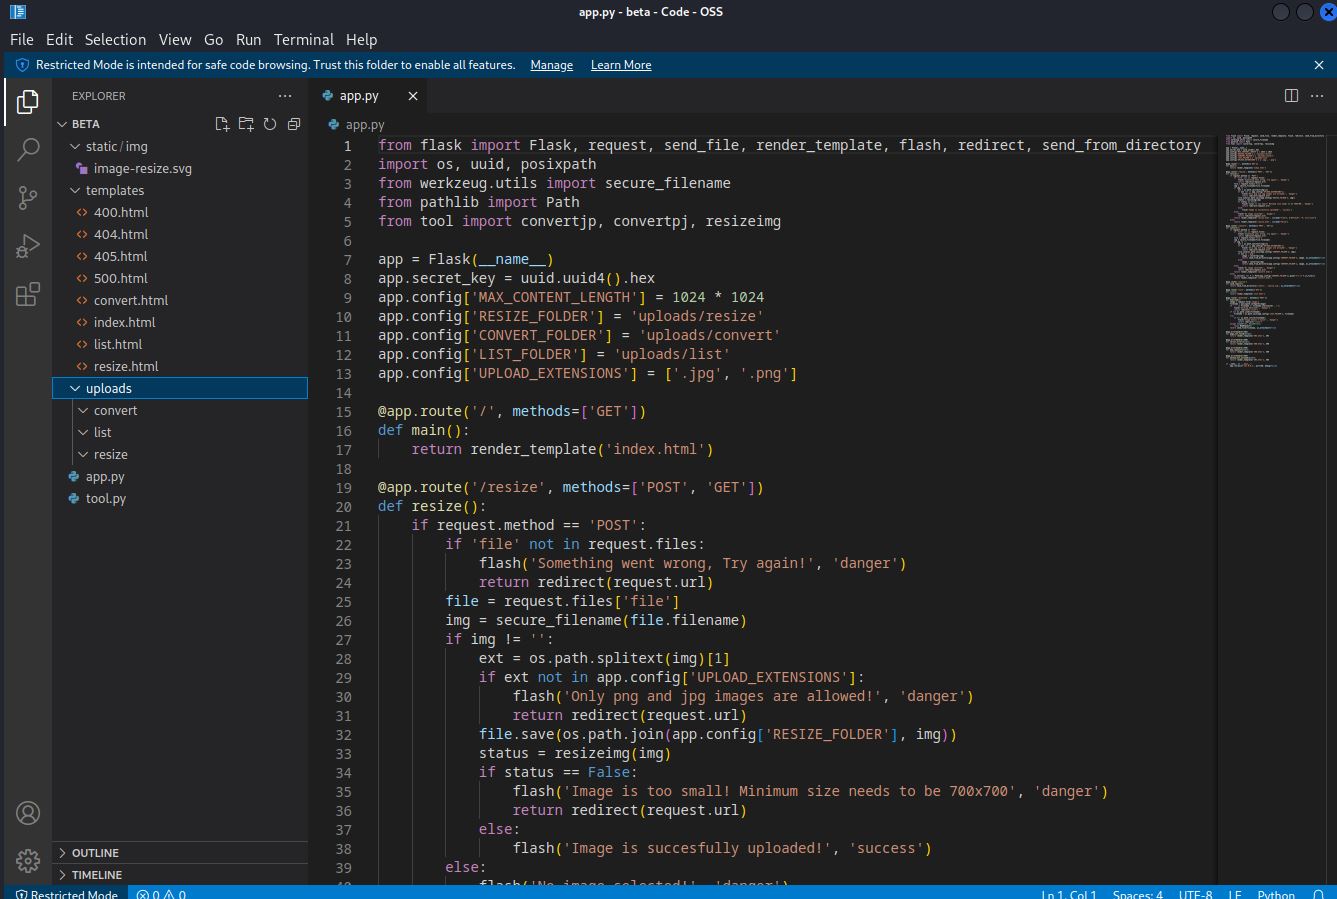 app.py - beta - Code - OSS
File Edit Selection View Go Run Terminal Help
Restricted Mode is intended for safe code browsing. Trust this folder to enable all features. Manage Learn More
EXPLORER
BETA
static/img
image-resize.svg
templates
400.html
404.html
405.html
500.html
convert.html
index.html
list.html
resize.html
uploads
convert
list
resize
app.py
tool.py
OUTLINE
TIMELINE
app.py
app.py
1 from flask import Flask, request, send_file, render_template, flash, redirect, send_from_directory
2 import os, uuid, posixpath
3 from werkzeug.utils import secure_filename
4 from pathlib import Path
5 from tool import convertjp, convertpj, resizeimg
6
7 app = Flask(__name__)
8 app.secret_key = uuid.uuid4().hex
9 app.config['MAX_CONTENT_LENGTH'] = 1024 * 1024
10 app.config['RESIZE_FOLDER'] = 'uploads/resize'
11 app.config['CONVERT_FOLDER'] = 'uploads/convert'
12 app.config['LIST_FOLDER'] = 'uploads/list'
13 app.config['UPLOAD_EXTENSIONS'] = ['.jpg', '.png']
14
15 @app.route('/', methods=['GET'])
16 def main():
17     return render_template('index.html')
18
19 @app.route('/resize', methods=['POST', 'GET'])
20 def resize():
21     if request.method == 'POST':
22         if 'file' not in request.files:
23             flash('Something went wrong, Try again!', 'danger')
24             return redirect(request.url)
25         file = request.files['file']
26         img = secure_filename(file.filename)
27         if img != '':
28             ext = os.path.splitext(img)[1]
29             if ext not in app.config['UPLOAD_EXTENSIONS']:
30                 flash('Only png and jpg images are allowed!', 'danger')
31                 return redirect(request.url)
32             file.save(os.path.join(app.config['RESIZE_FOLDER'], img))
33             status = resizeimg(img)
34             if status == False:
35                 flash('Image is too small! Minimum size needs to be 700x700', 'danger')
36                 return redirect(request.url)
37             else:
38                 flash('Image is succesfully uploaded!', 'success')
39         else:
40             flash('No image selected!', 'danger')
Restricted Mode 0 0 Ln 1, Col 1 Spaces: 4 UTF-8 LF Python